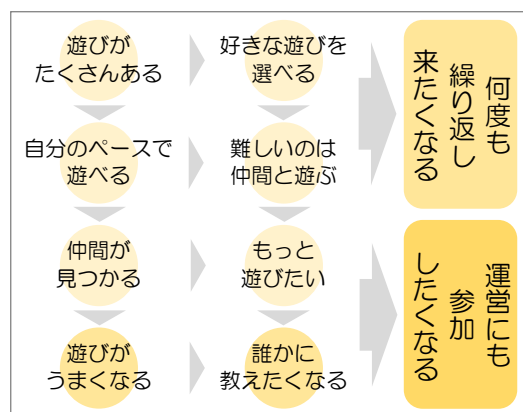 遊びが
たくさんある
好きな遊びを
選べる
自分のペースで
遊べる
難しいのは
仲間と遊ぶ
何度も
繰り返し
来たくなる
仲間が
見つかる
もっと
遊びたい
遊びが
うまくなる
誰かに
教えたくなる
運営にも
参加
したくなる